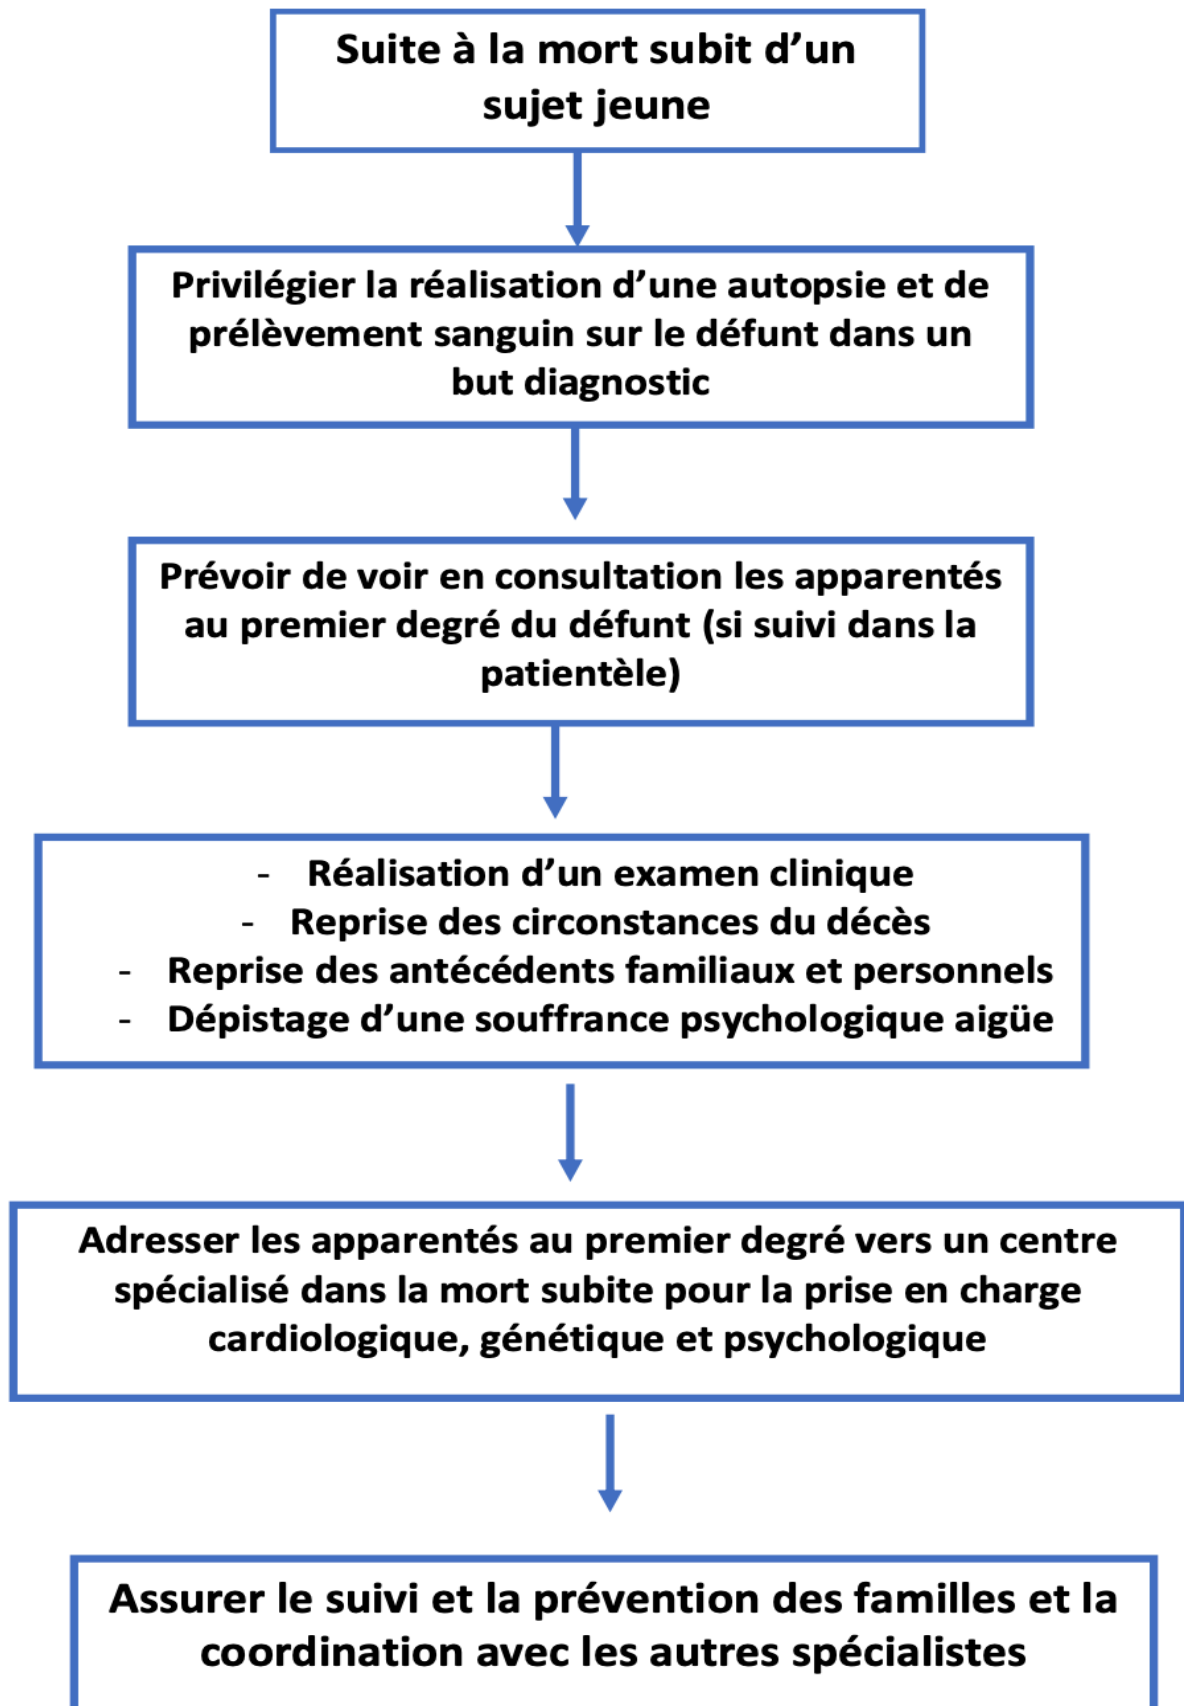 Suite à la mort subit d’un
sujet jeune
Privilégier la réalisation d’une autopsie et de
prélèvement sanguin sur le défunt dans un
but diagnostic
Prévoir de voir en consultation les apparentés
au premier degré du défunt (si suivi dans la
patientèle)
- Réalisation d’un examen clinique
- Reprise des circonstances du décès
- Reprise des antécédents familiaux et personnels
- Dépistage d’une souffrance psychologique aigüe
Adresser les apparentés au premier degré vers un centre
spécialisé dans la mort subite pour la prise en charge
cardiologique, génétique et psychologique
Assurer le suivi et la prévention des familles et la
coordination avec les autres spécialistes